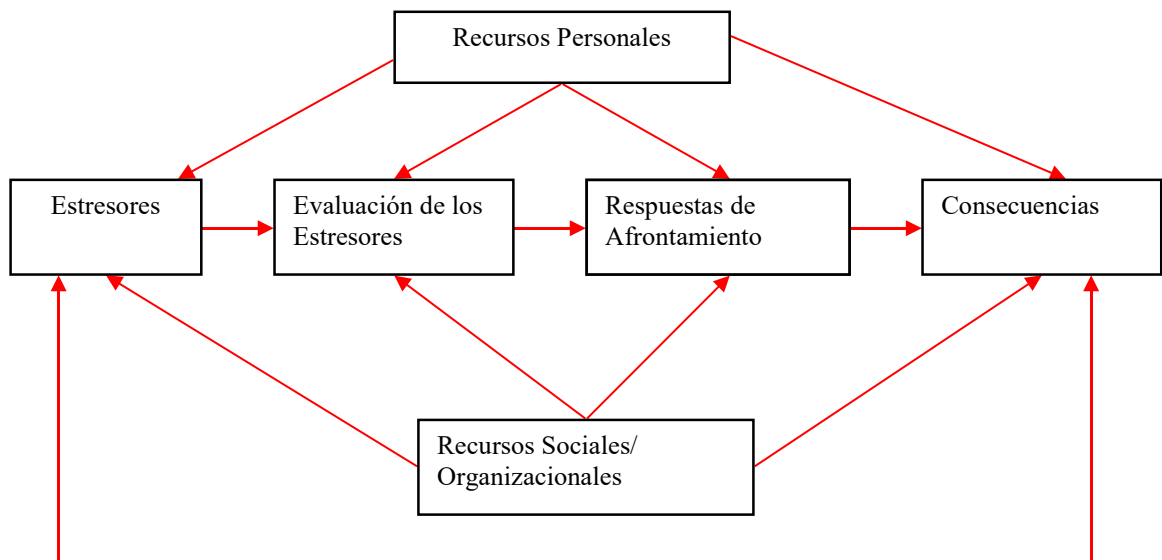 Recursos Personales
Estresores
Evaluación de los
Estresores
Respuestas de
Afrontamiento
Consecuencias
Recursos Sociales/
Organizacionales